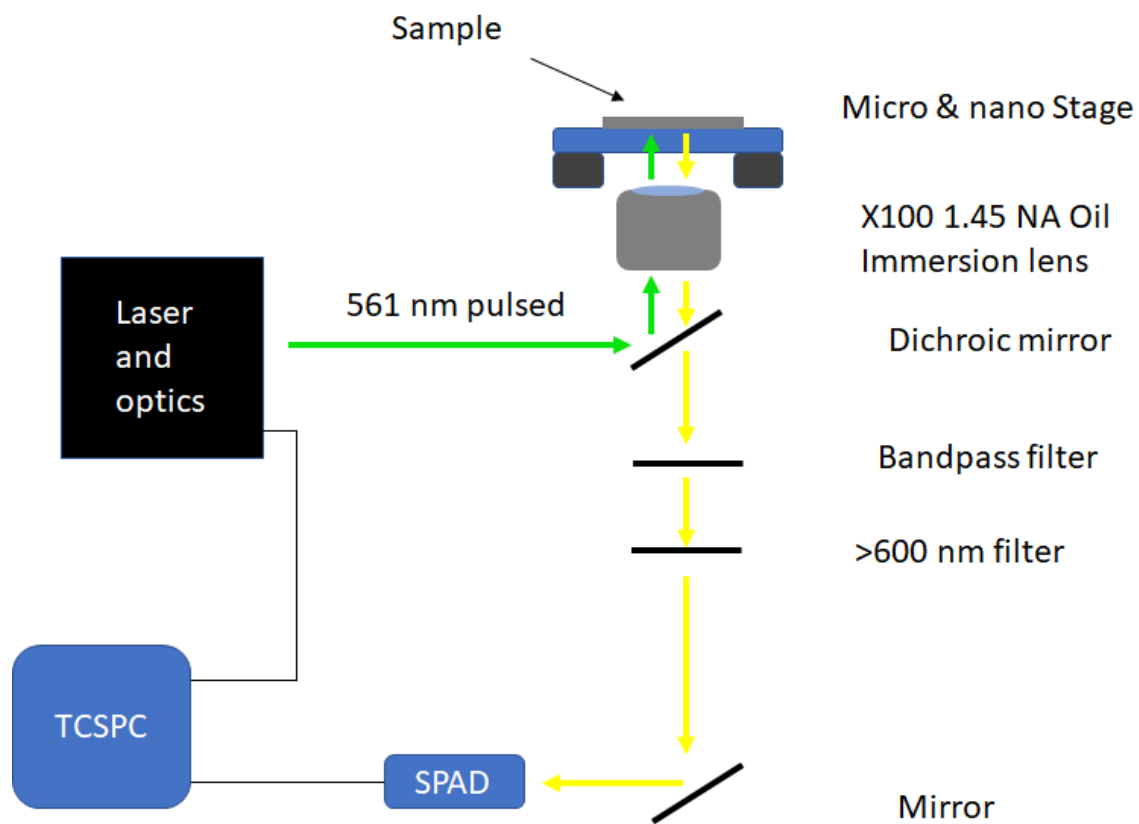 Sample
Micro & nano Stage
X100 1.45 NA Oil
Immersion lens
Laser
and
optics
561 nm pulsed
Dichroic mirror
Bandpass filter
>600 nm filter
TCSPC
SPAD
Mirror